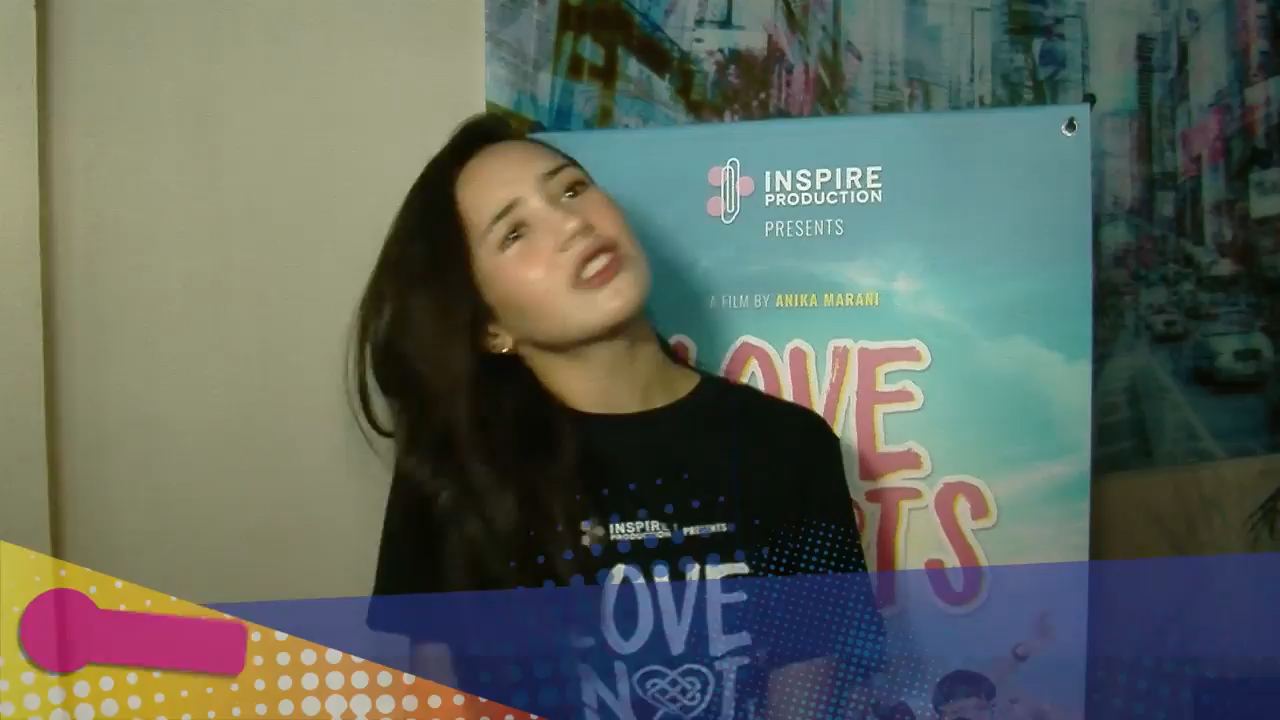 INSPIRE
PRODUCTION
PRESENTS
A FILM BY ANIKA MARANI
LOVE
INSPIRE
PRODUCTION
PRESENTS
LOVE